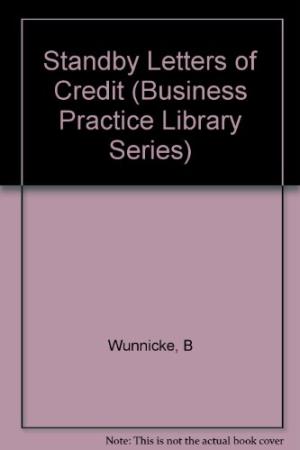 Standby Letters of
Credit (Business
Practice Library
Series)
Wunnicke, B
Note: This is not the actual book cover